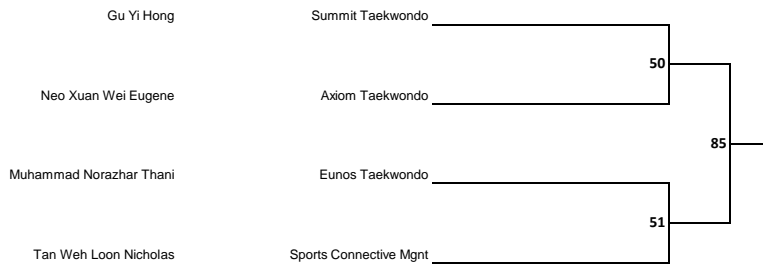 Gu Yi Hong Summit Taekwondo
50
Neo Xuan Wei Eugene Axiom Taekwondo
85
Muhammad Norazhar Thani Eunos Taekwondo
51
Tan Weh Loon Nicholas Sports Connective Mgnt